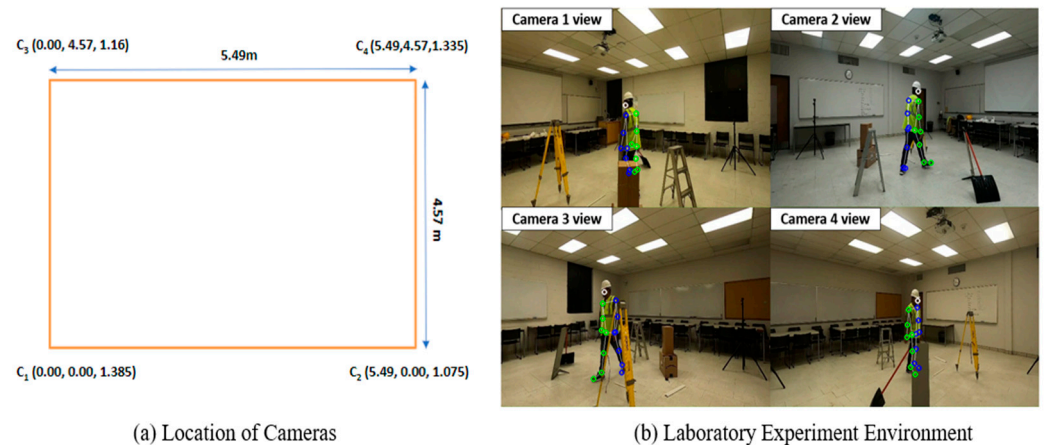 C3 (0.00, 4.57, 1.16)
C4 (5.49,4.57,1.335)
5.49m
4.57 m
C1 (0.00, 0.00, 1.385)
C2 (5.49, 0.00, 1.075)
(a) Location of Cameras
Camera 1 view
Camera 2 view
Camera 3 view
Camera 4 view
(b) Laboratory Experiment Environment